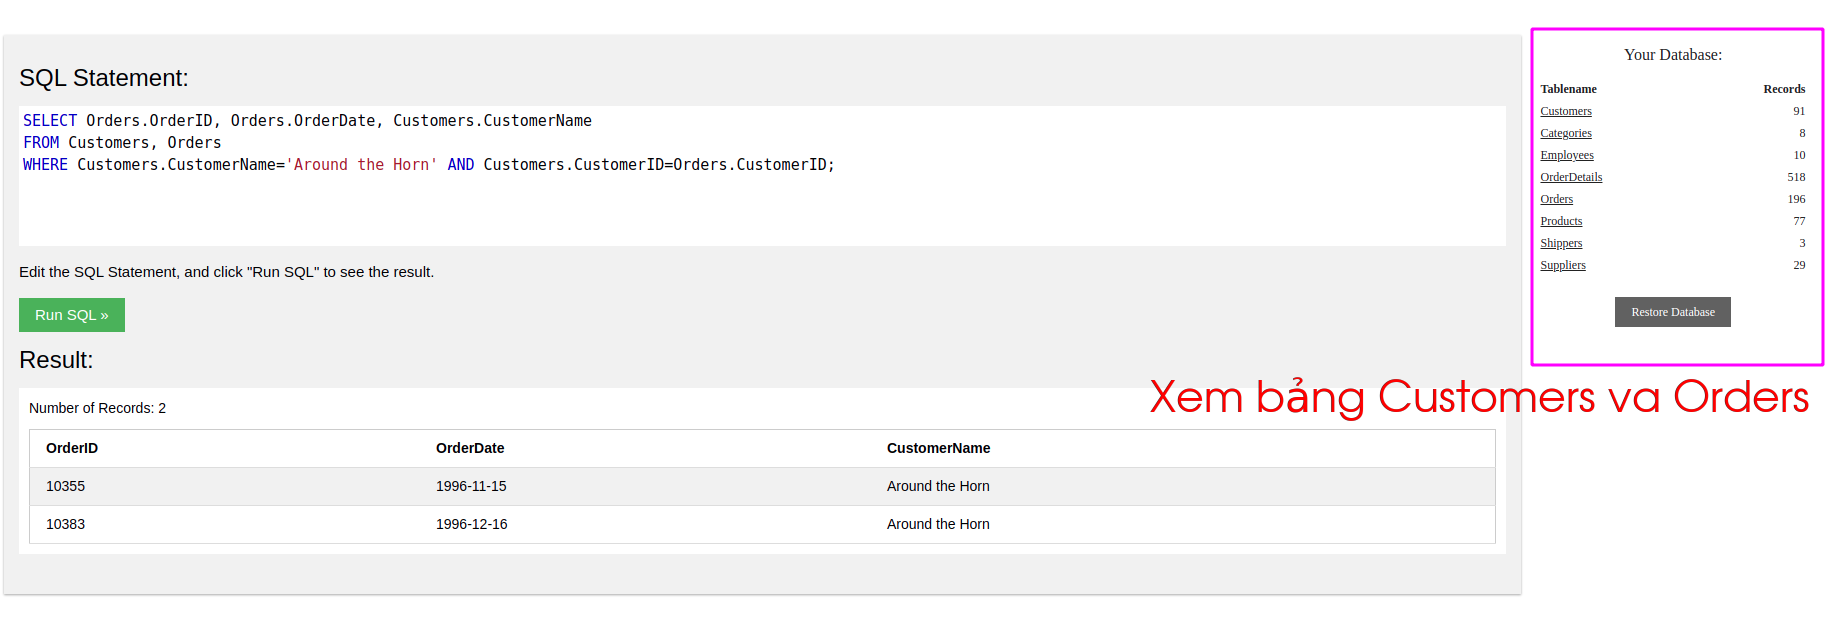 SQL Statement:
SELECT Orders.OrderID, Orders.OrderDate, Customers.CustomerName
FROM Customers, Orders
WHERE Customers.CustomerName='Around the Horn' AND Customers.CustomerID=Orders.CustomerID;
Edit the SQL Statement, and click "Run SQL" to see the result.
Run SQL »
Result:
Number of Records: 2
OrderID OrderDate CustomerName
10355 1996-11-15 Around the Horn
10383 1996-12-16 Around the Horn
Your Database:
Tablename Records
Customers 91
Categories 8
Employees 10
OrderDetails 518
Orders 196
Products 77
Shippers 3
Suppliers 29
Restore Database
Xem bảng Customers va Orders